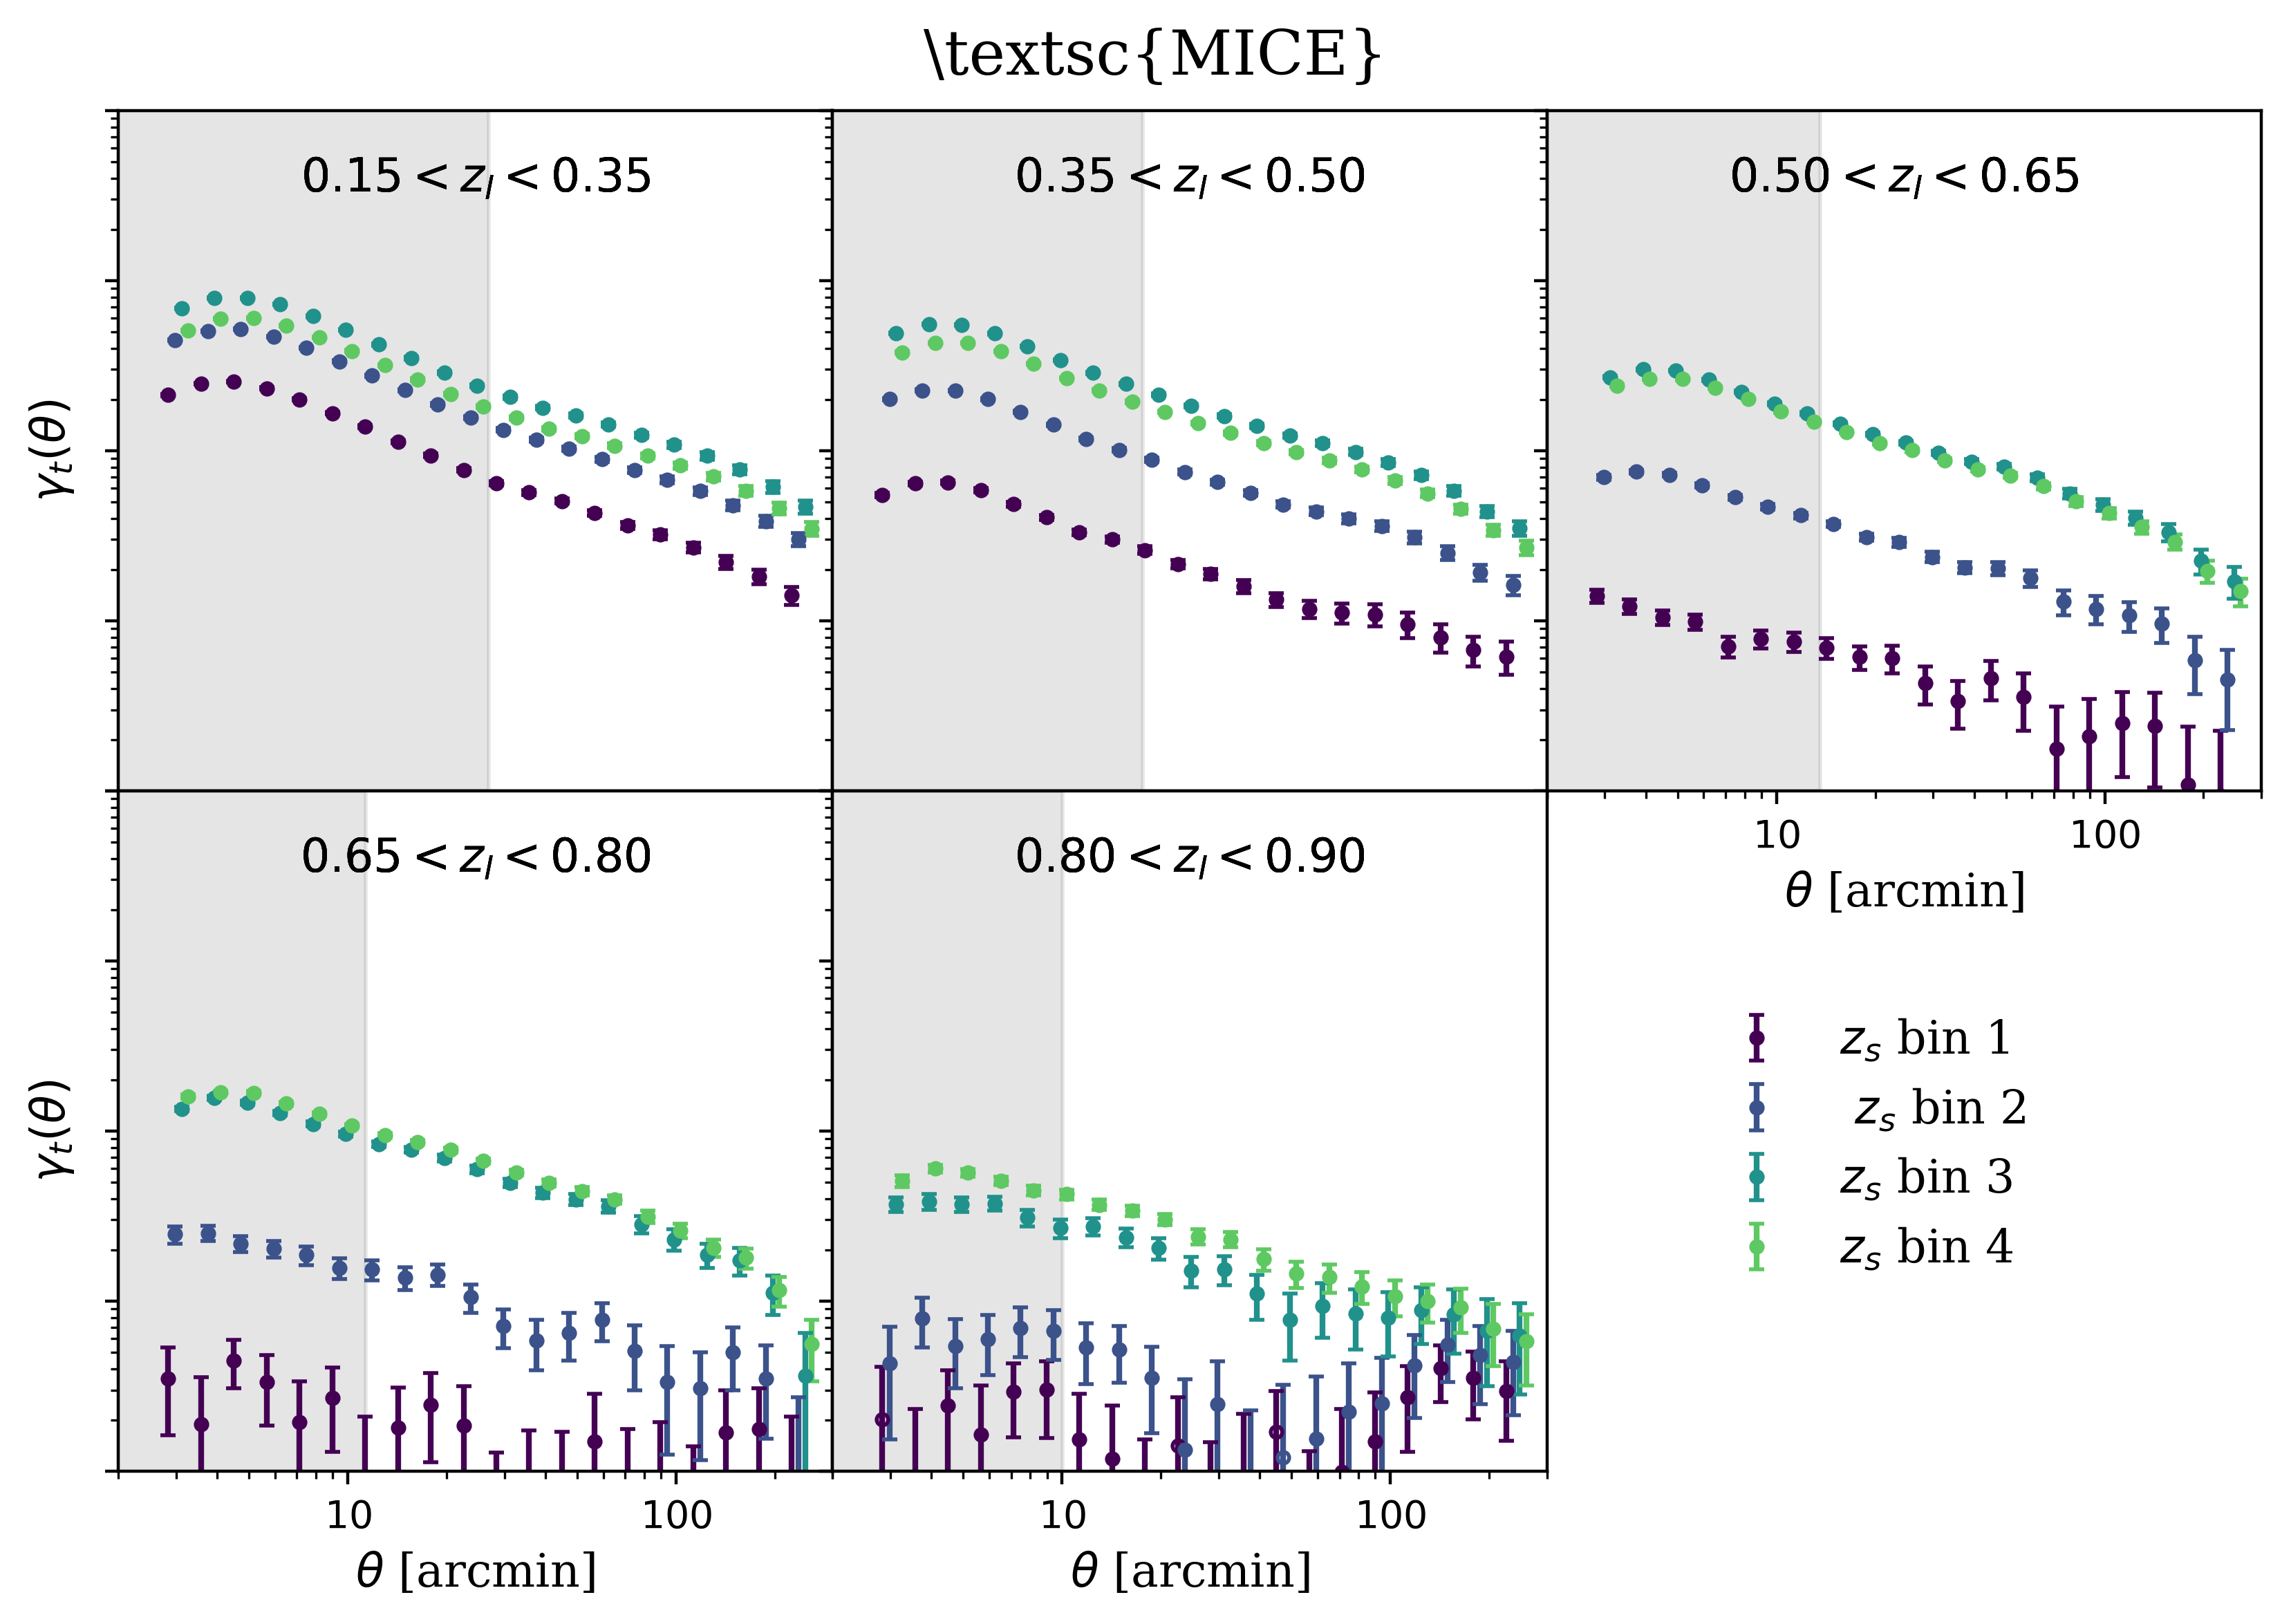 \textsc{MICE}
0.15 < z_l < 0.35
0.35 < z_l < 0.50
0.50 < z_l < 0.65
γ_t(θ)
10 100
θ [arcmin]
0.65 < z_l < 0.80
0.80 < z_l < 0.90
γ_t(θ)
z_s bin 1
z_s bin 2
z_s bin 3
z_s bin 4
10 100
10 100
θ [arcmin]
θ [arcmin]